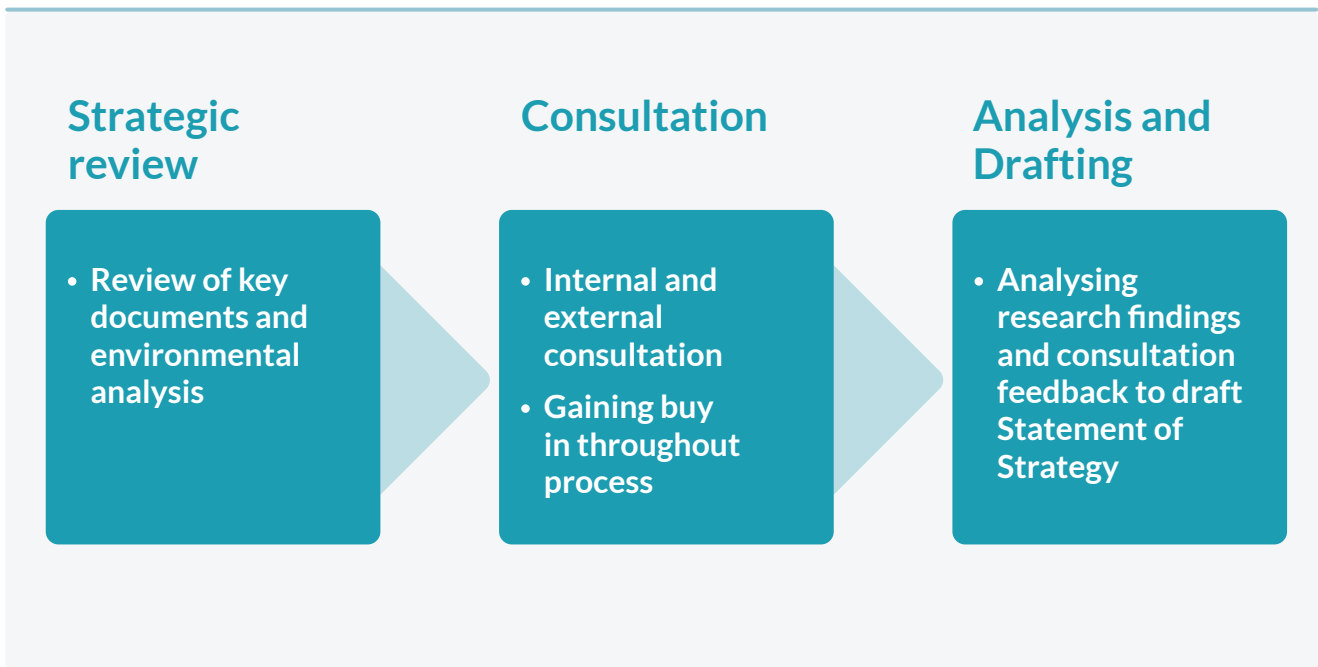 Strategic
review
• Review of key
documents and
environmental
analysis
Consultation
• Internal and
external
consultation
• Gaining buy
in throughout
process
Analysis and
Drafting
• Analysing
research findings
and consultation
feedback to draft
Statement of
Strategy